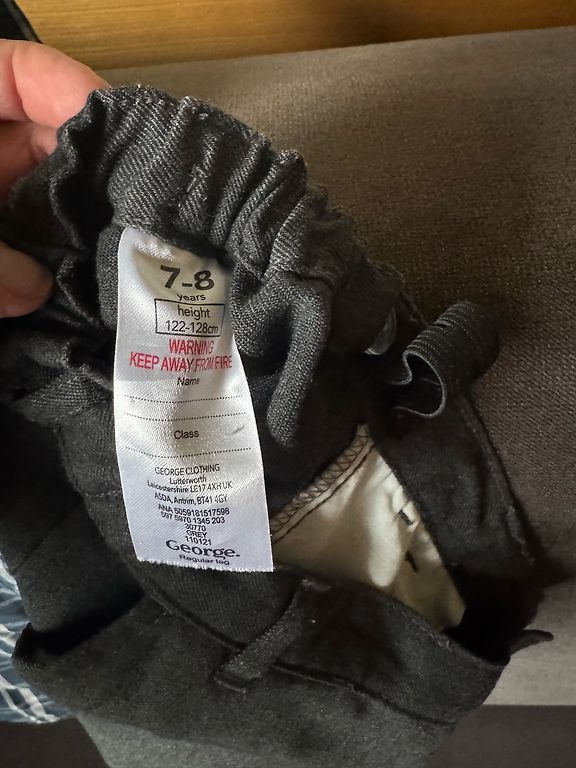 7-8
years
height
122-128cm
WARNING
KEEP AWAY FROM FIRE
Name
Class
GEORGE CLOTHING
Lutterworth
Leicestershire LE17 4XH UK
ASDA, Antrim, BT41 4GY
ANA 5059181517598
597 5970 1345 203
30770
GREY
110121
George.
Regular leg